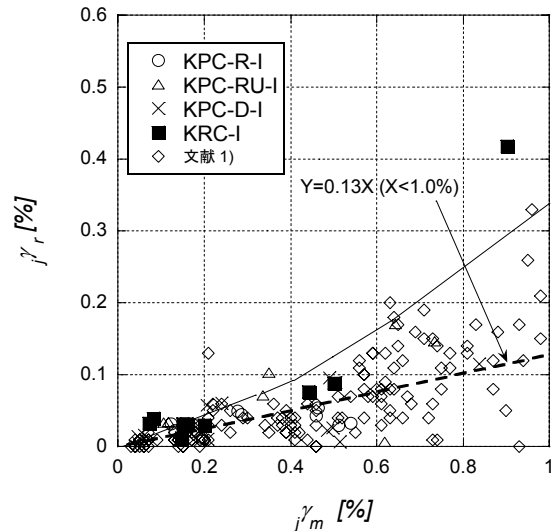 0.6
0.5
0.4
0.3
0.2
0.1
0
jγr [%]
KPC-R-I
KPC-RU-I
KPC-D-I
KRC-I
文献 1)
Y=0.13X (X<1.0%)
0 0.2 0.4 0.6 0.8 1
jγm [%]